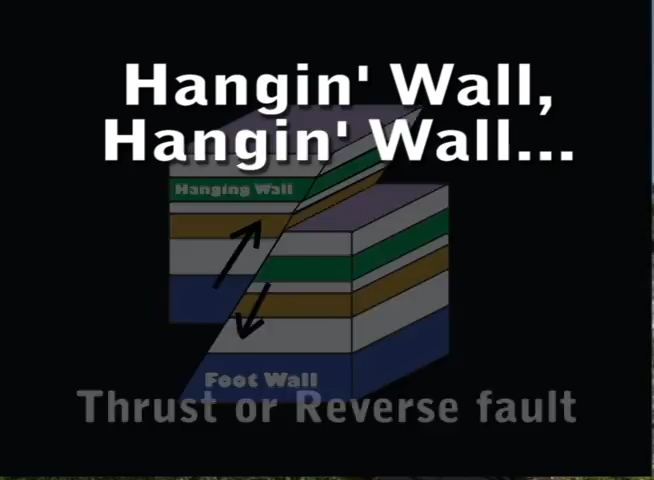 Hangin' Wall,
Hangin' Wall...
Hanging Wall
Foot Wall
Thrust or Reverse fault